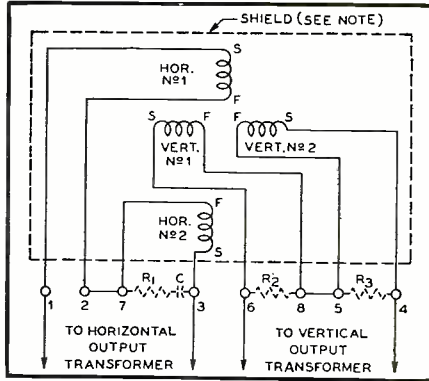 SHIELD (SEE NOTE)
S
HOR.
Nº1
F
S F F S
VERT. VERT. Nº2
Nº1
F
HOR.
Nº2
S
R1 C R2 R3
1 2 7 3 6 8 5 4
TO HORIZONTAL TO VERTICAL
OUTPUT OUTPUT
TRANSFORMER TRANSFORMER